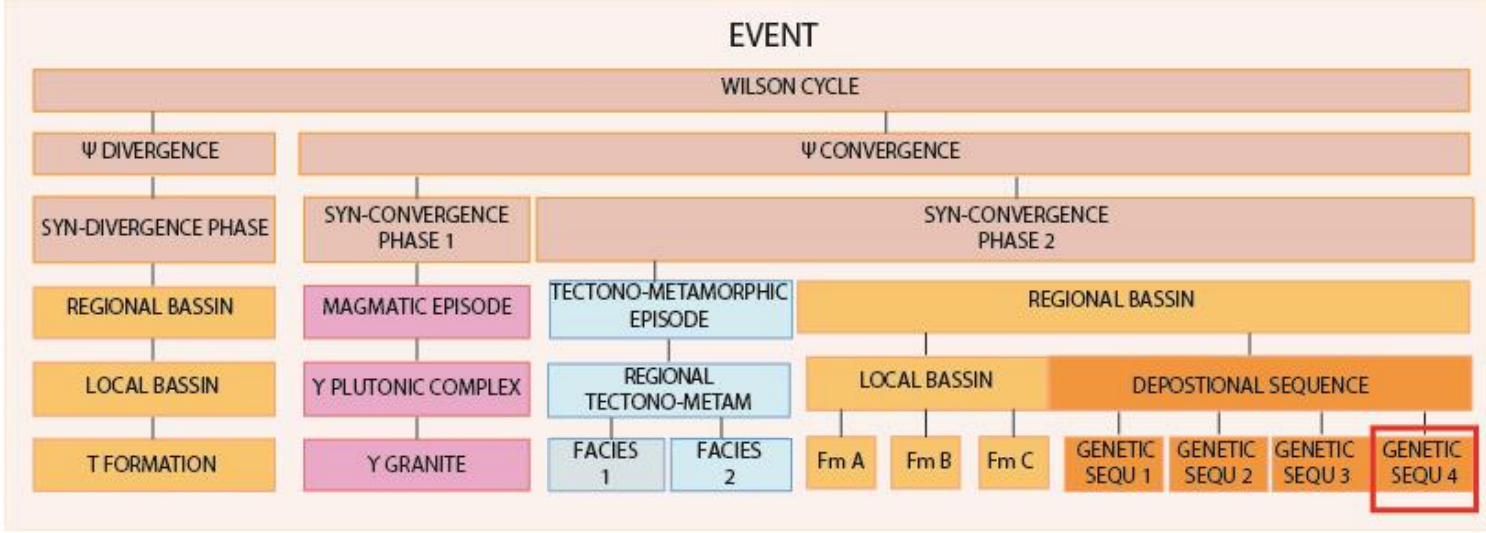 EVENT
WILSON CYCLE
Ψ DIVERGENCE
Ψ CONVERGENCE
SYN-DIVERGENCE PHASE
SYN-CONVERGENCE
PHASE 1
SYN-CONVERGENCE
PHASE 2
REGIONAL BASSIN
MAGMATIC EPISODE
TECTONO-METAMORPHIC
EPISODE
REGIONAL BASSIN
LOCAL BASSIN
Y PLUTONIC COMPLEX
REGIONAL
TECTONO-METAM
LOCAL BASSIN
DEPOSTIONAL SEQUENCE
T FORMATION
Y GRANITE
FACIES
1
FACIES
2
Fm A
Fm B
Fm C
GENETIC
SEQU 1
GENETIC
SEQU 2
GENETIC
SEQU 3
GENETIC
SEQU 4